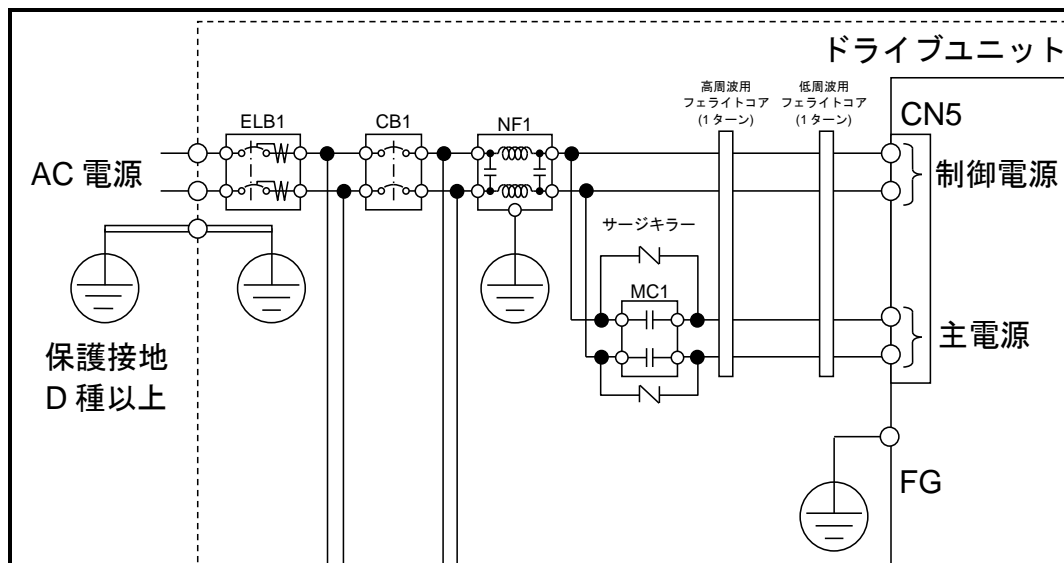 ドライブユニット
高周波用
フェライトコア
(1 ターン)
低周波用
フェライトコア
(1 ターン)
ELB1
CB1
NF1
CN5
AC 電源
制御電源
サージキラー
MC1
主電源
保護接地
D 種以上
FG